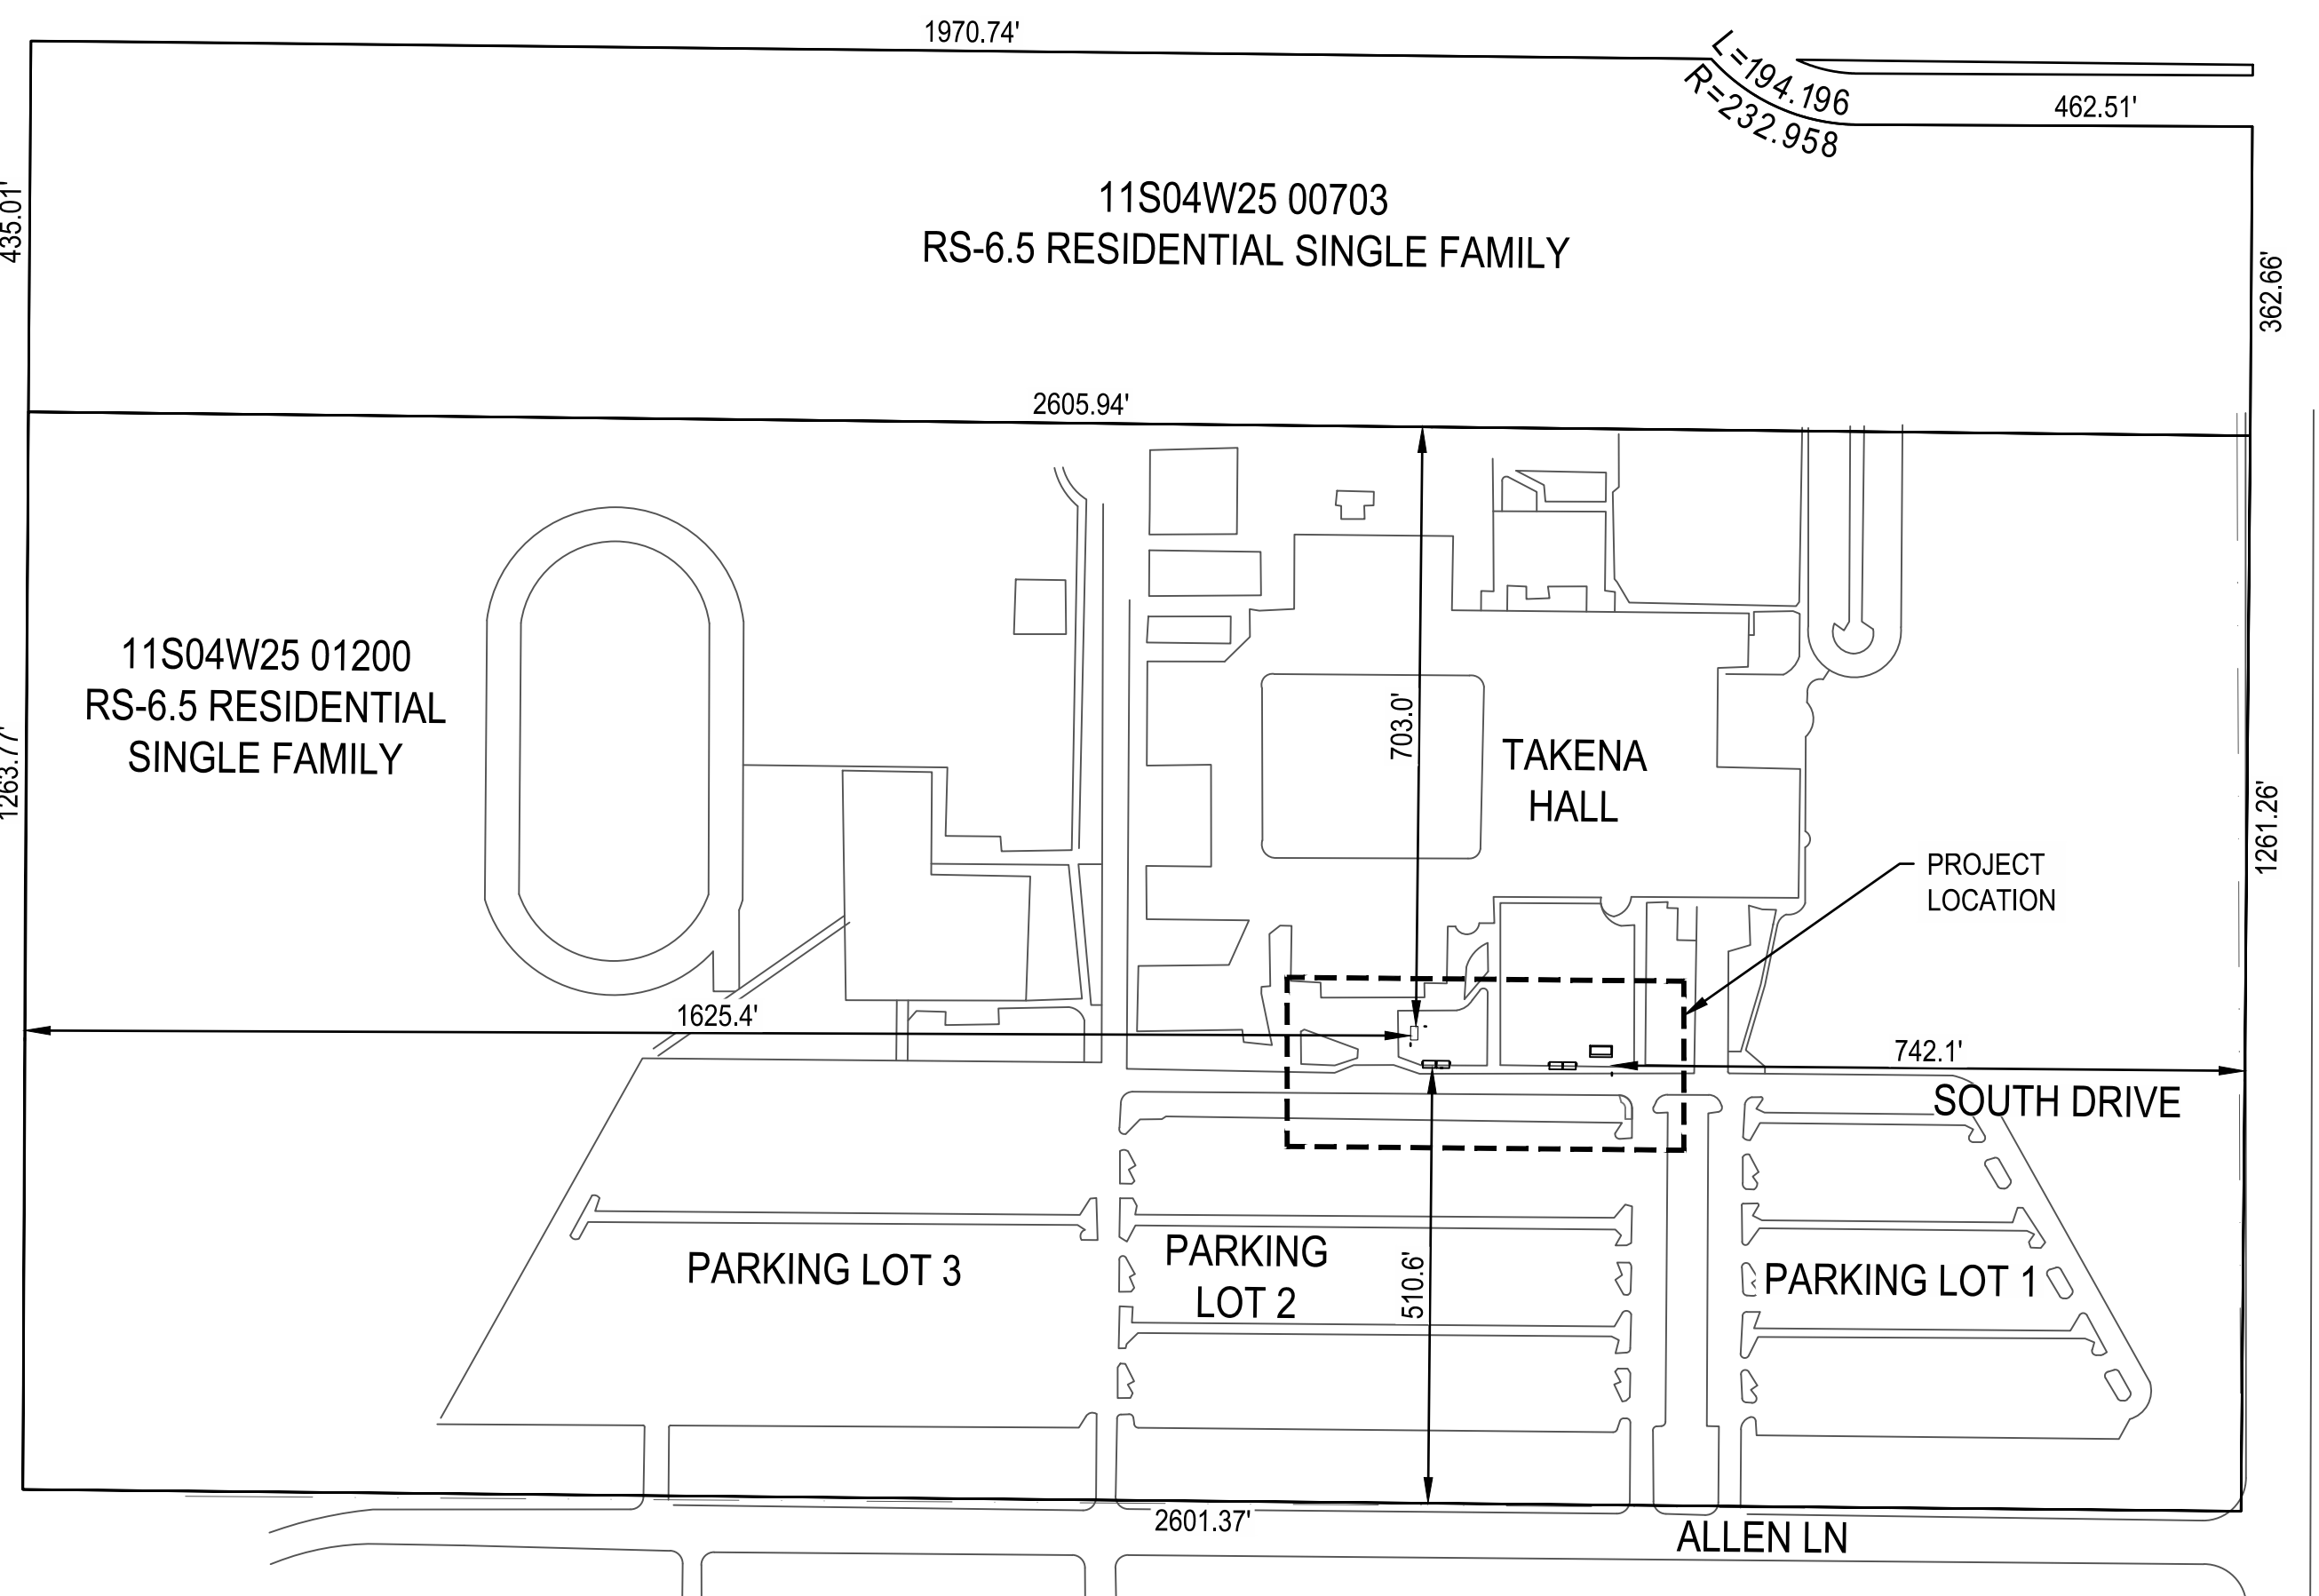 1970.74'
L=194.196
R=232.958
462.51'
11S04W25 00703
RS-6.5 RESIDENTIAL SINGLE FAMILY
435.01'
362.66'
2605.94'
11S04W25 01200
RS-6.5 RESIDENTIAL
SINGLE FAMILY
1263.77'
703.0'
TAKENA
HALL
1261.26'
PROJECT
LOCATION
1625.4'
742.1'
SOUTH DRIVE
PARKING LOT 3
PARKING
LOT 2
510.6'
PARKING LOT 1
2601.37'
ALLEN LN